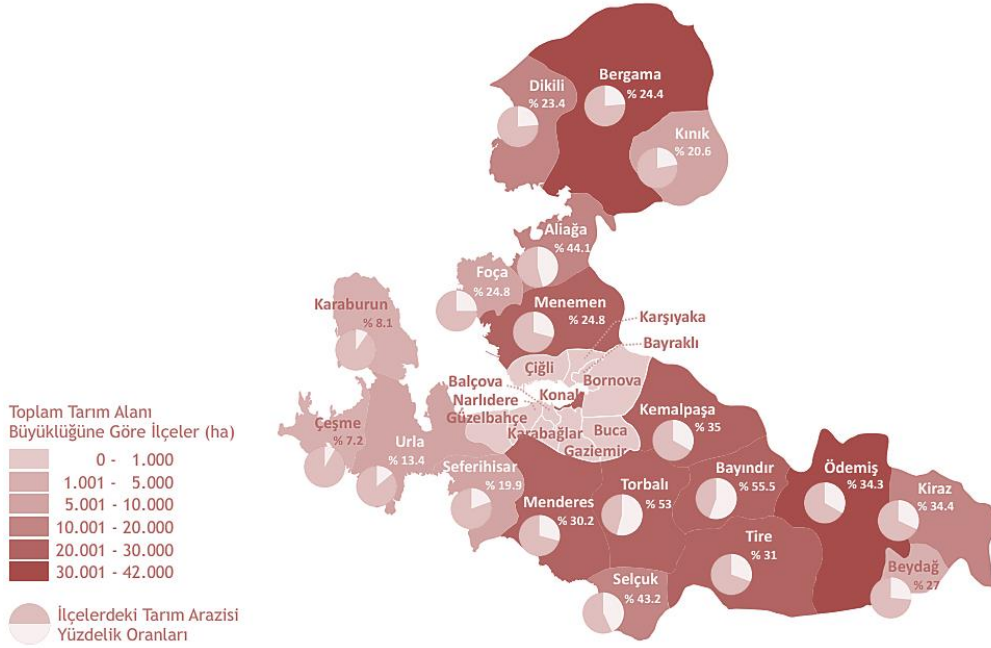 Bergama
% 24.4
Dikili
% 23.4
Kınık
% 20.6
Aliağa
% 44.1
Foça
% 24.8
Karaburun
% 8.1
Menemen
% 24.8
Karşıyaka
Bayraklı
Çiğli
Bornova
Balçova
Konak
Narlıdere
Güzelbahçe
Kemalpaşa
% 35
Çeşme
% 7.2
Urla
% 13.4
Karabağlar
Buca
Gaziemir
Seferihisar
% 19.9
Menderes
% 30.2
Torbalı
% 53
Bayındır
% 55.5
Ödemiş
% 34.3
Kiraz
% 34.4
Tire
% 31
Beydağ
% 27
Selçuk
% 43.2
Toplam Tarım Alanı
Büyüklüğüne Göre İlçeler (ha)
0 - 1.000
1.001 - 5.000
5.001 - 10.000
10.001 - 20.000
20.001 - 30.000
30.001 - 42.000
İlçelerdeki Tarım Arazisi
Yüzdelik Oranları